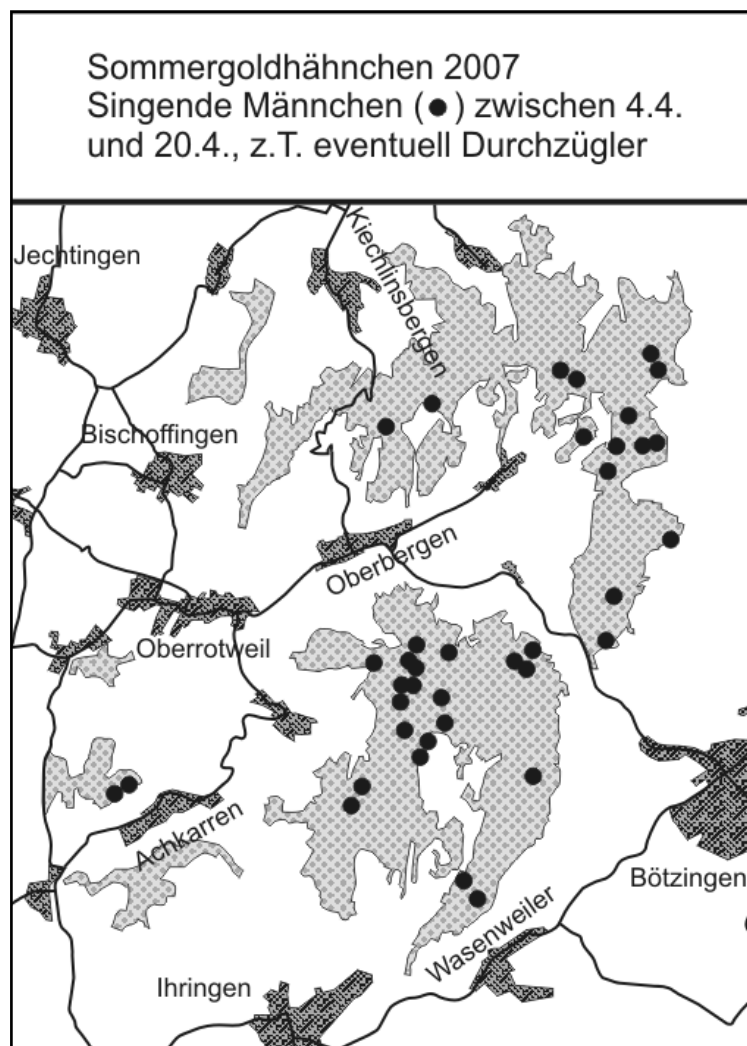 Sommergoldhähnchen 2007
Singende Männchen (●) zwischen 4.4.
und 20.4., z.T. eventuell Durchzügler
Kiechlinsbergen
Jechtingen
Bischoffingen
Oberbergen
Oberrotweil
Achkarren
Bötzingen
Wasenweiler
Ihringen